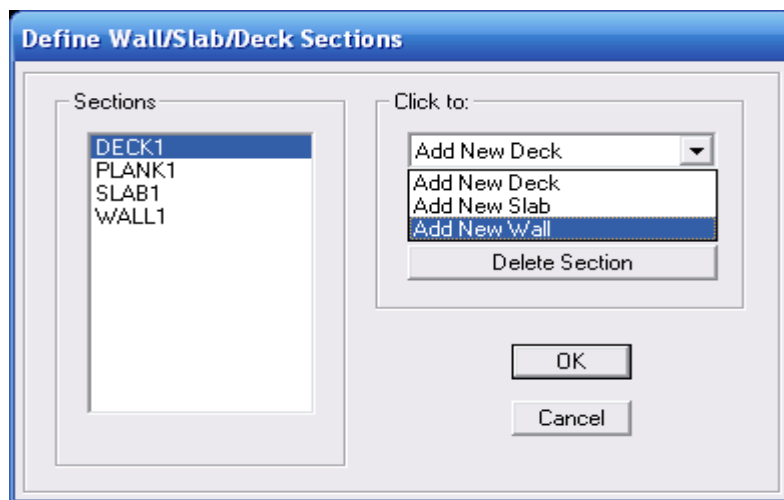 Define Wall/Slab/Deck Sections
Sections
DECK1
PLANK1
SLAB1
WALL1
Click to:
Add New Deck
Add New Deck
Add New Slab
Add New Wall
Delete Section
OK
Cancel